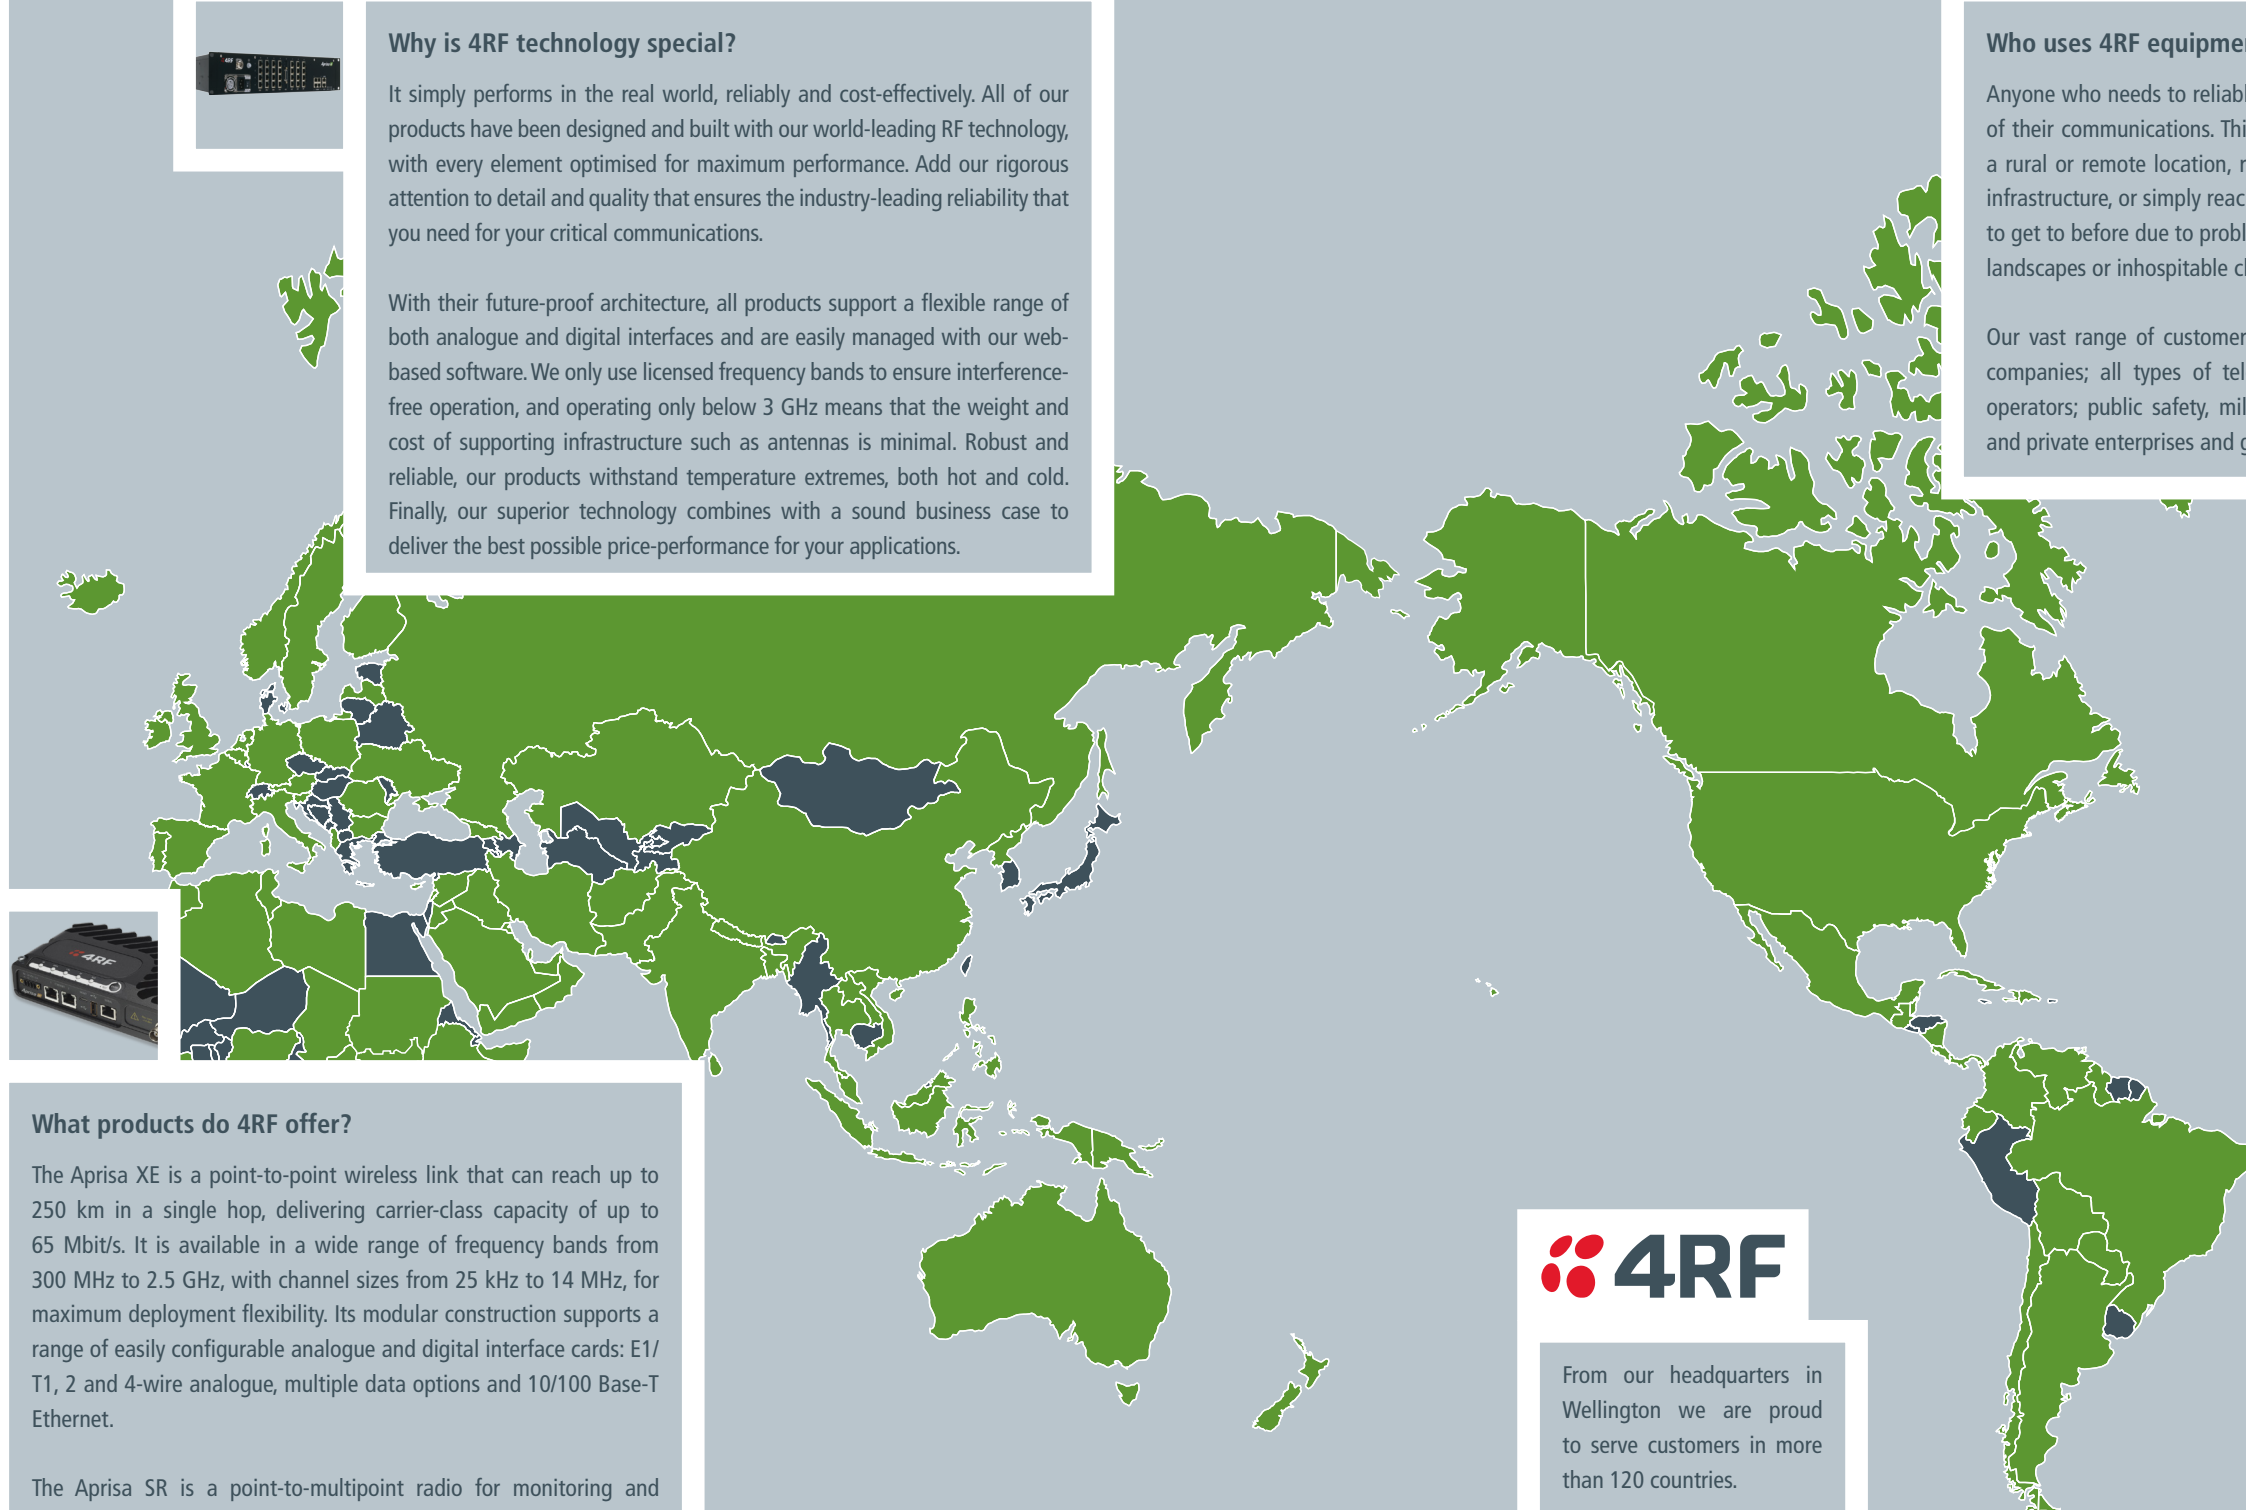 Why is 4RF technology special?
It simply performs in the real world, reliably and cost-effectively. All of our
products have been designed and built with our world-leading RF technology,
with every element optimised for maximum performance. Add our rigorous
attention to detail and quality that ensures the industry-leading reliability that
you need for your critical communications.
With their future-proof architecture, all products support a flexible range of
both analogue and digital interfaces and are easily managed with our web-
based software. We only use licensed frequency bands to ensure interference-
free operation, and operating only below 3 GHz means that the weight and
cost of supporting infrastructure such as antennas is minimal. Robust and
reliable, our products withstand temperature extremes, both hot and cold.
Finally, our superior technology combines with a sound business case to
deliver the best possible price-performance for your applications.
Who uses 4RF equipmen
Anyone who needs to reliabl
of their communications. Thi
a rural or remote location, r
infrastructure, or simply reac
to get to before due to probl
landscapes or inhospitable cl
Our vast range of customer
companies; all types of tel
operators; public safety, mil
and private enterprises and g
4RF
What products do 4RF offer?
The Aprisa XE is a point-to-point wireless link that can reach up to
250 km in a single hop, delivering carrier-class capacity of up to
65 Mbit/s. It is available in a wide range of frequency bands from
300 MHz to 2.5 GHz, with channel sizes from 25 kHz to 14 MHz, for
maximum deployment flexibility. Its modular construction supports a
range of easily configurable analogue and digital interface cards: E1/
T1, 2 and 4-wire analogue, multiple data options and 10/100 Base-T
Ethernet.
The Aprisa SR is a point-to-multipoint radio for monitoring and
4RF
From our headquarters in
Wellington we are proud
to serve customers in more
than 120 countries.